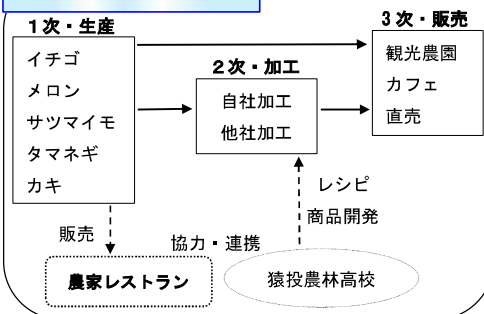 1次・生産
イチゴ
メロン
サツマイモ
タマネギ
カキ
2次・加工
自社加工
他社加工
3次・販売
観光農園
カフェ
直売
レシピ
商品開発
販売
協力・連携
農家レストラン
猿投農林高校